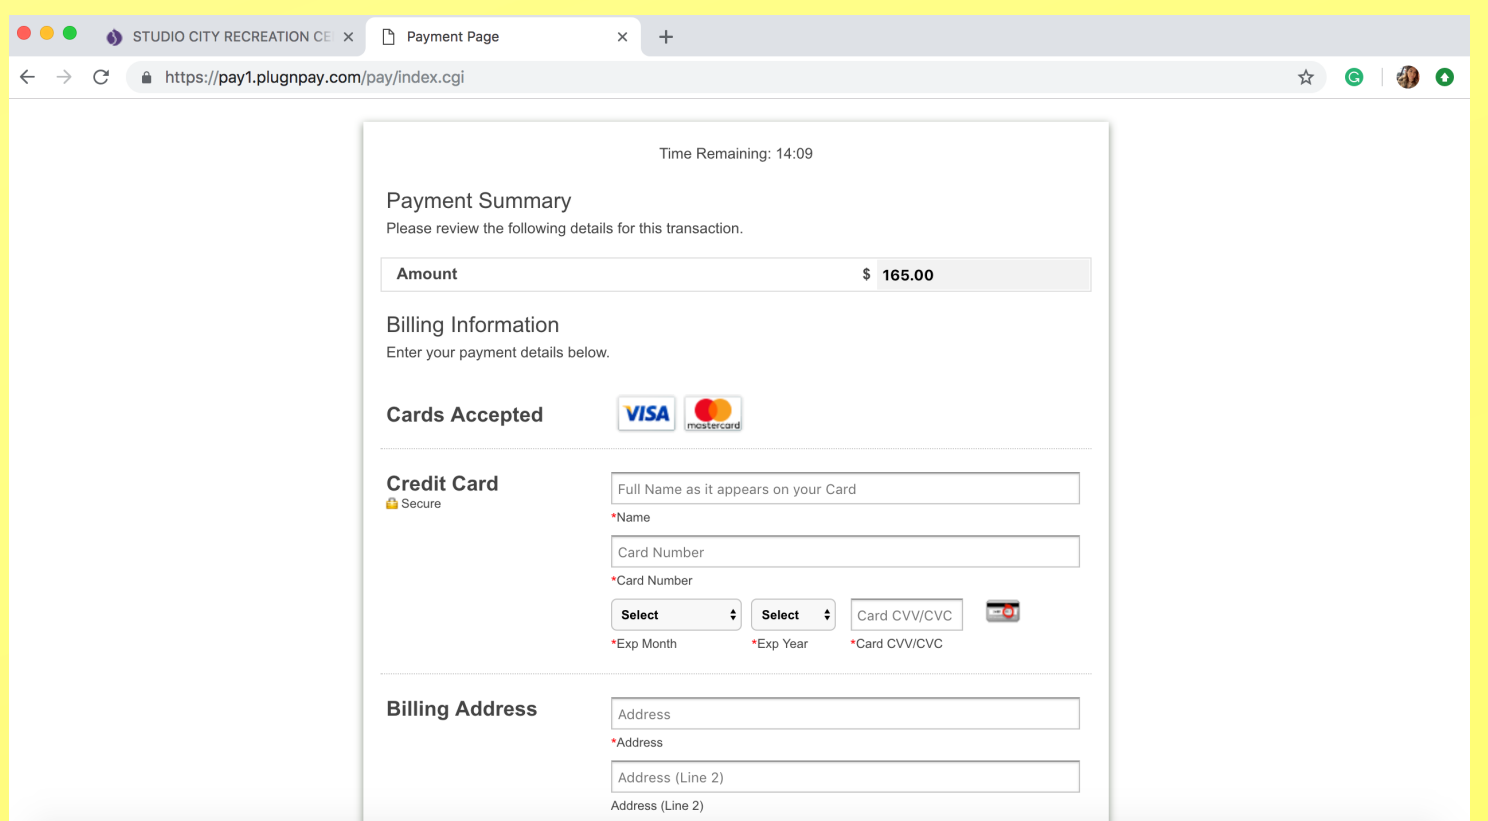 STUDIO CITY RECREATION CE
Payment Page
https://pay1.plugnpay.com/pay/index.cgi
Time Remaining: 14:09
Payment Summary
Please review the following details for this transaction.
Amount $ 165.00
Billing Information
Enter your payment details below.
Cards Accepted VISA mastercard
Credit Card
Secure
Full Name as it appears on your Card
*Name
Card Number
*Card Number
Select Select Card CVV/CVC
*Exp Month *Exp Year *Card CVV/CVC
Billing Address
Address
*Address
Address (Line 2)
Address (Line 2)